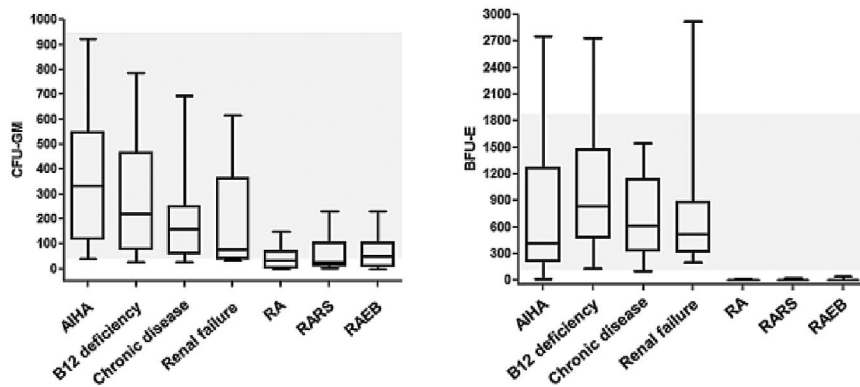 CFU-GM
1000
900
800
700
600
500
400
300
200
100
0
AIHA
B12 deficiency
Chronic disease
Renal failure
RA
RARS
RAEB
BFU-E
3000
2700
2400
2100
1800
1500
1200
900
600
300
0
AIHA
B12 deficiency
Chronic disease
Renal failure
RA
RARS
RAEB